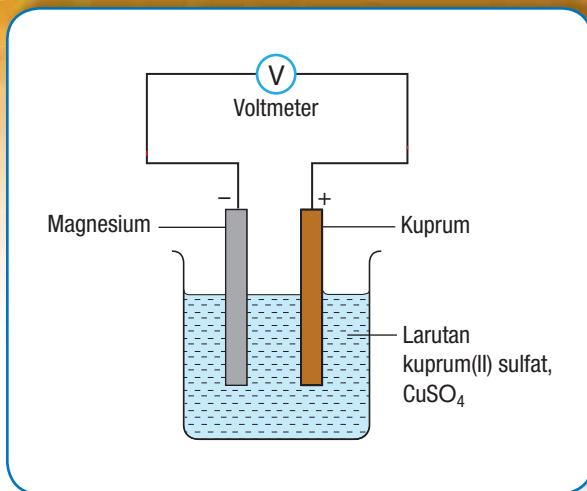 V
Voltmeter
– +
Magnesium
Kuprum
Larutan
kuprum(II) sulfat,
CuSO₄